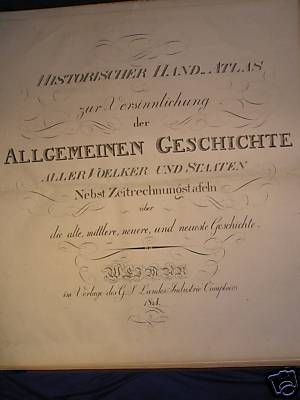 HISTORISCHER HAND-ATLAS
zur Versinnlichung
der
ALLGEMEINEN GESCHICHTE
ALLER VOELKER UND STAATEN
Nebst Zeitrechnungstafeln
über
die alte, mittlere, neuere, und neueste Geschichte.
WEIMAR
im Verlage des G. S. Landes Industrie Comptoirs